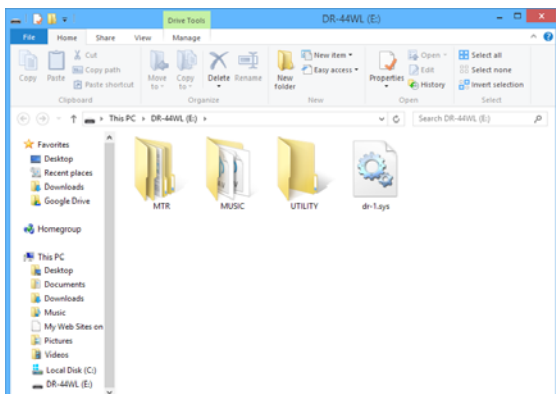 Drive Tools
DR-44WL (E:)
File Home Share View Manage
Copy
Paste
Cut
Copy path
Paste shortcut
Clipboard
Move to
Copy to
Delete
Rename
Organize
New folder
New item
Easy access
New
Properties
Open
Edit
History
Open
Select all
Select none
Invert selection
Select
This PC DR-44WL (E:)
Search DR-44WL (E:)
Favorites
Desktop
Recent places
Downloads
Google Drive
Homegroup
This PC
Desktop
Documents
Downloads
Music
My Web Sites on
Pictures
Videos
Local Disk (C:)
DR-44WL (E:)
MTR
MUSIC
UTILITY
dr-1.sys